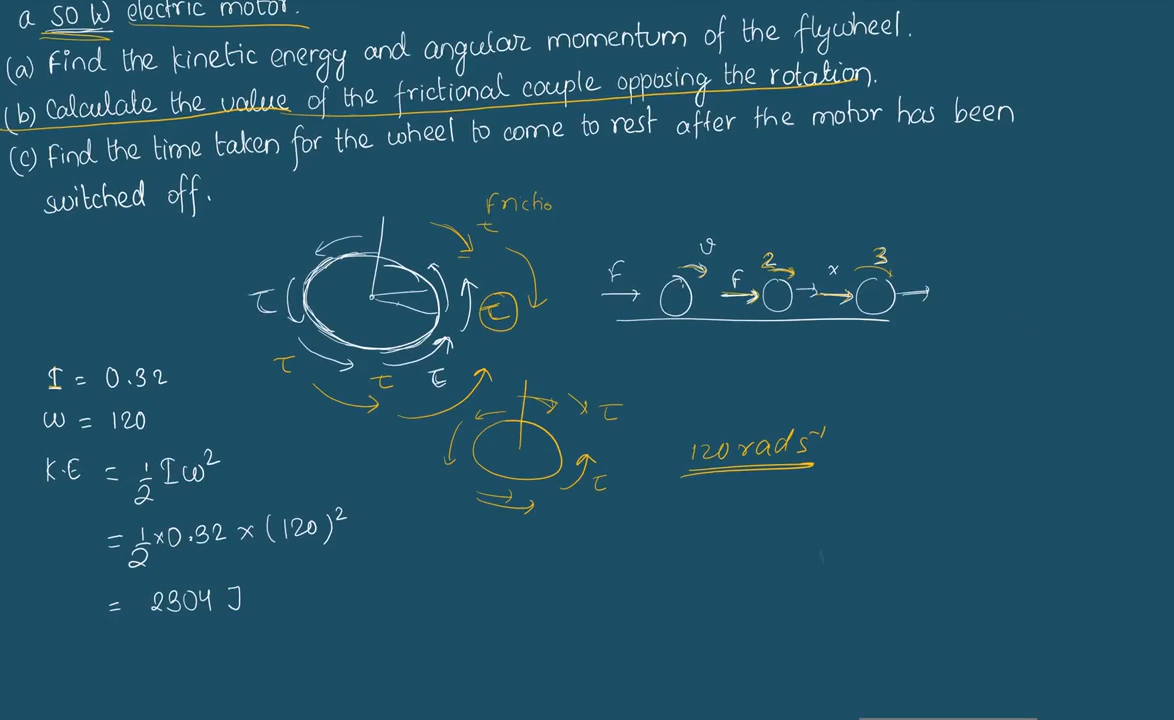 a 50 W electric motor.
(a) Find the kinetic energy and angular momentum of the flywheel.
(b) Calculate the value of the frictional couple opposing the rotation.
(c) Find the time taken for the wheel to come to rest after the motor has been
switched off.
Frictio
τ
τ
τ
τ
τ
τ
F
v
F
2
x
3
I = 0.32
ω = 120
K.E = 1/2 Iω²
= 1/2 × 0.32 × (120)²
= 2304 J
τ
τ
120 rad s⁻¹